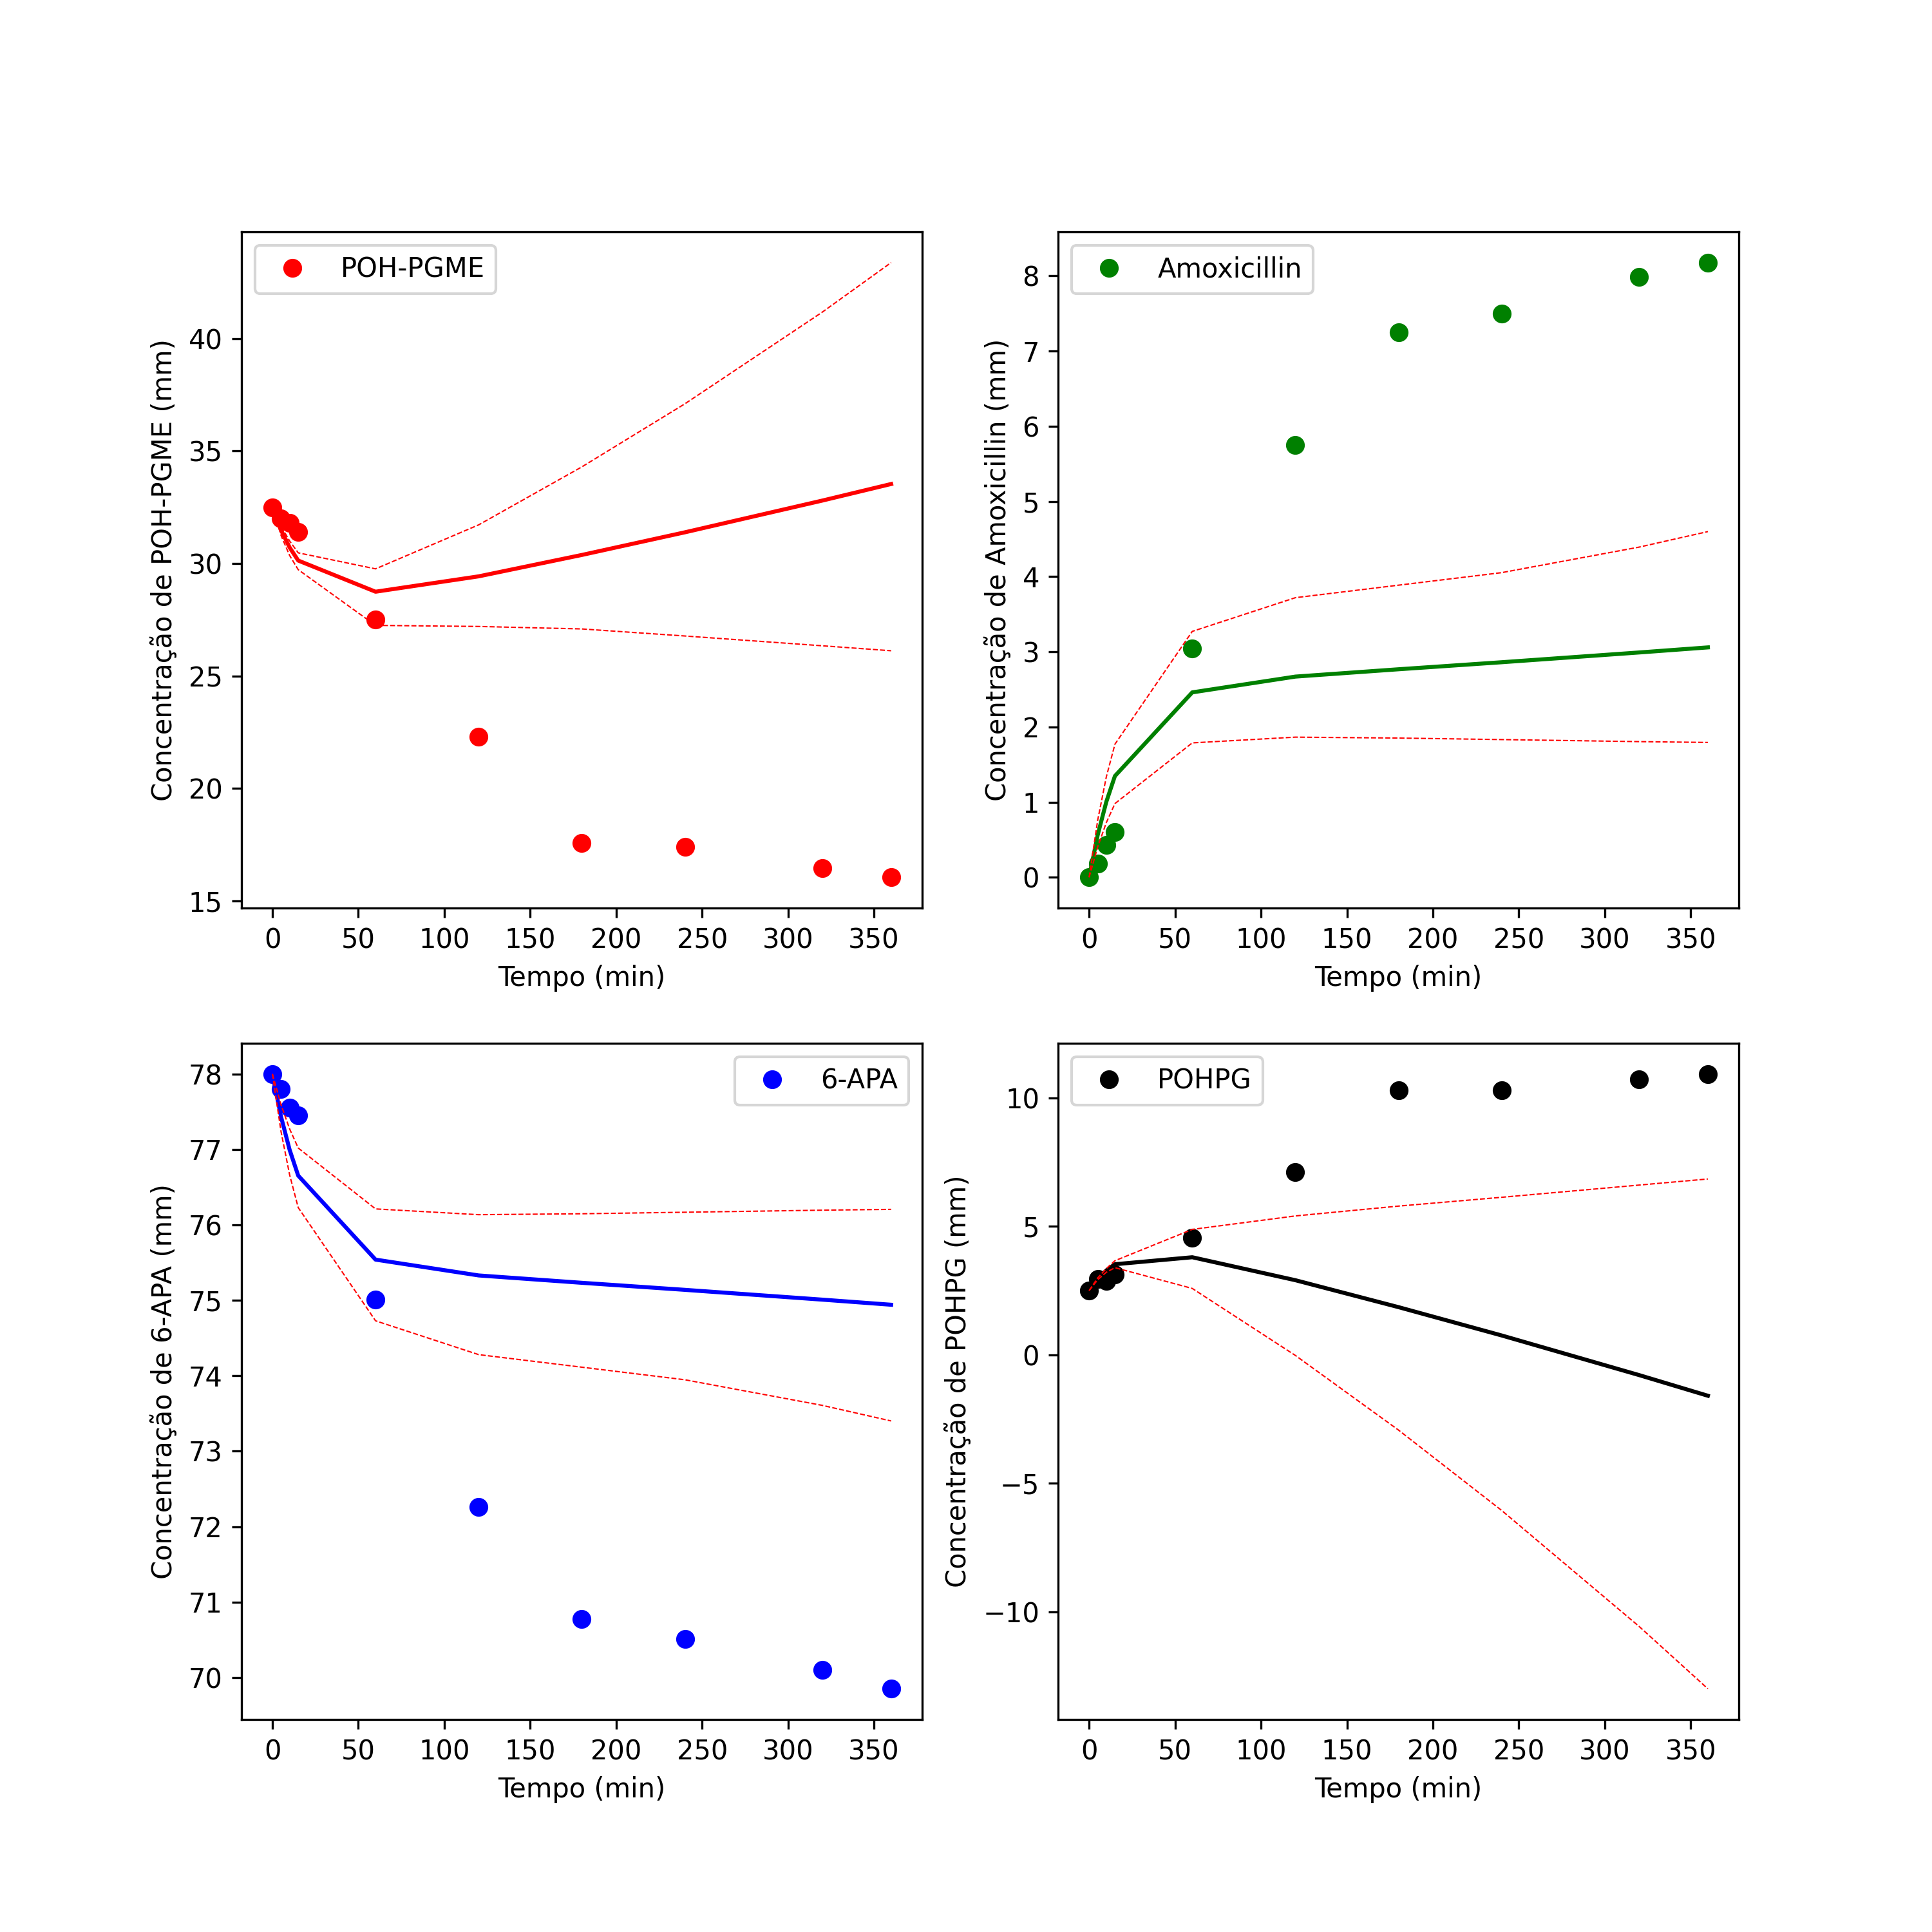 POH-PGME
Concentração de POH-PGME (mm)
40
35
30
25
20
15
0 50 100 150 200 250 300 350
Tempo (min)
Amoxicillin
Concentração de Amoxicillin (mm)
8
7
6
5
4
3
2
1
0
0 50 100 150 200 250 300 350
Tempo (min)
6-APA
Concentração de 6-APA (mm)
78
77
76
75
74
73
72
71
70
0 50 100 150 200 250 300 350
Tempo (min)
POHPG
Concentração de POHPG (mm)
10
5
0
−5
−10
0 50 100 150 200 250 300 350
Tempo (min)